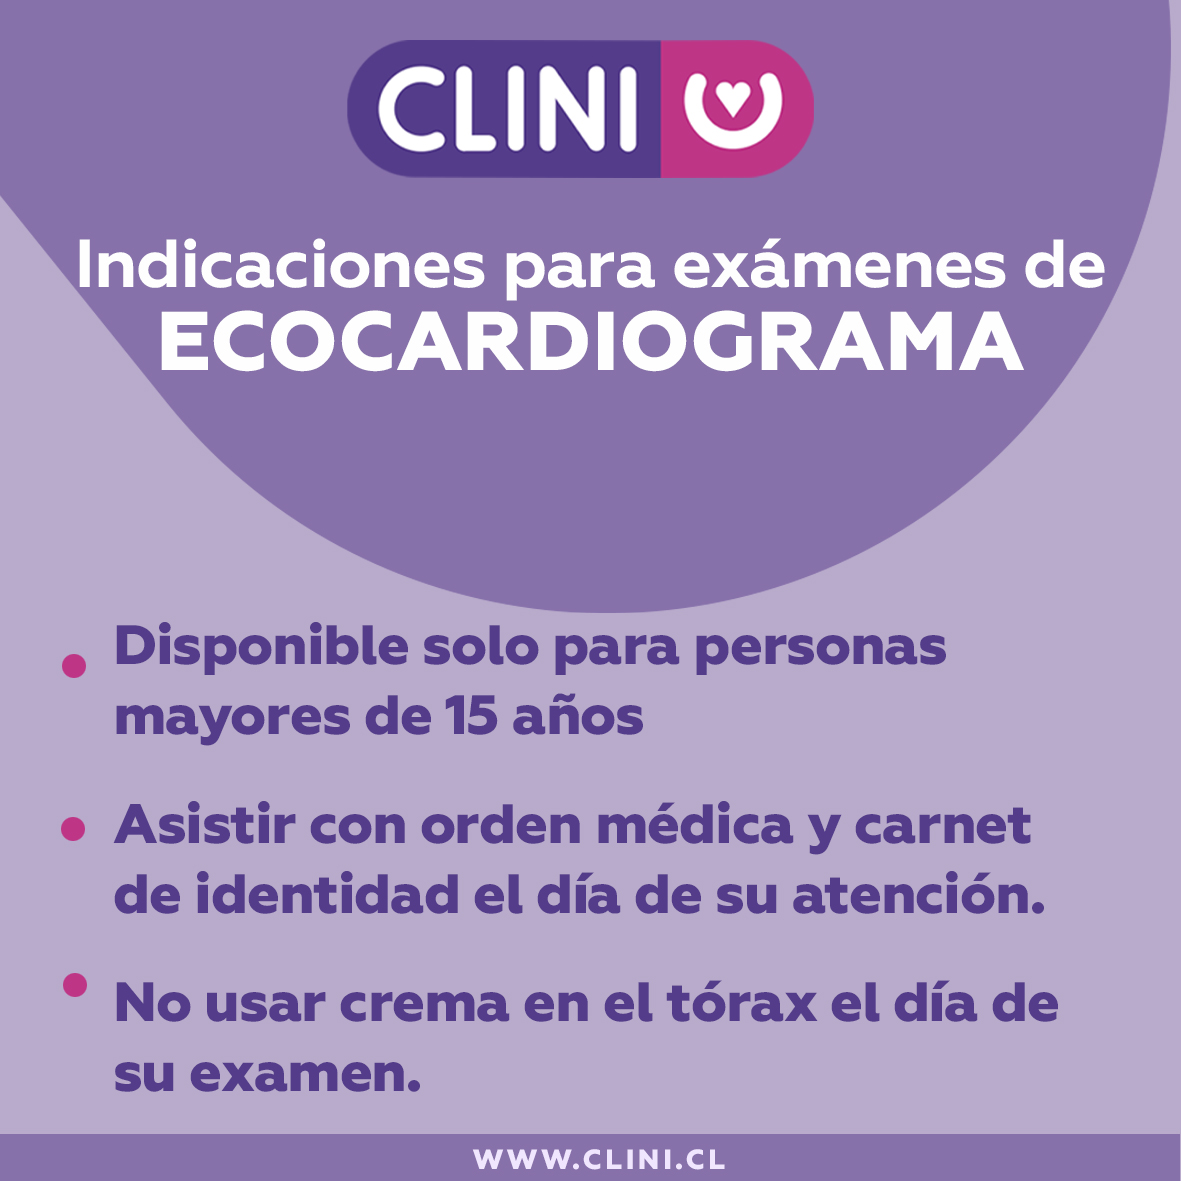 CLINI
Indicaciones para exámenes de
ECOCARDIOGRAMA
Disponible solo para personas
mayores de 15 años
Asistir con orden médica y carnet
de identidad el día de su atención.
No usar crema en el tórax el día de
su examen.
WWW.CLINI.CL